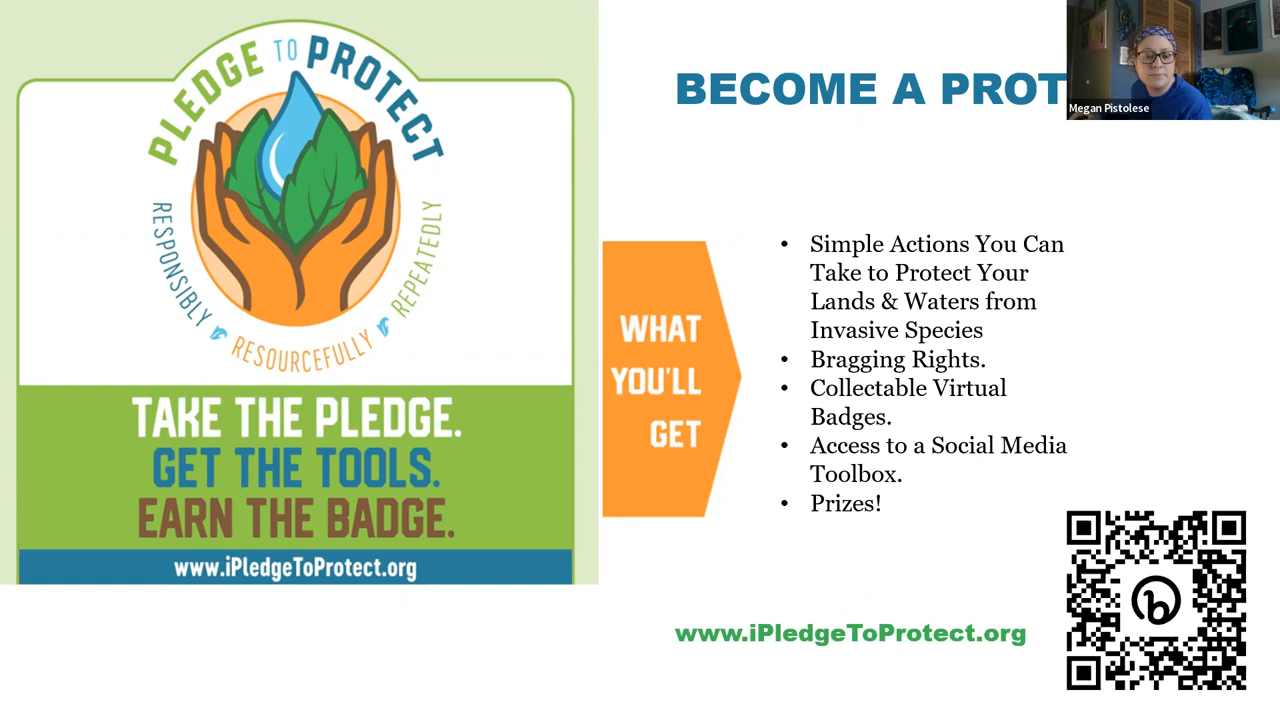 PLEDGE TO PROTECT
RESPONSIBLY
RESOURCEFULLY
REPEATEDLY
TAKE THE PLEDGE.
GET THE TOOLS.
EARN THE BADGE.
www.iPledgeToProtect.org
BECOME A PROT
Megan Pistolese
WHAT
YOU'LL
GET
• Simple Actions You Can
Take to Protect Your
Lands & Waters from
Invasive Species
• Bragging Rights.
• Collectable Virtual
Badges.
• Access to a Social Media
Toolbox.
• Prizes!
www.iPledgeToProtect.org